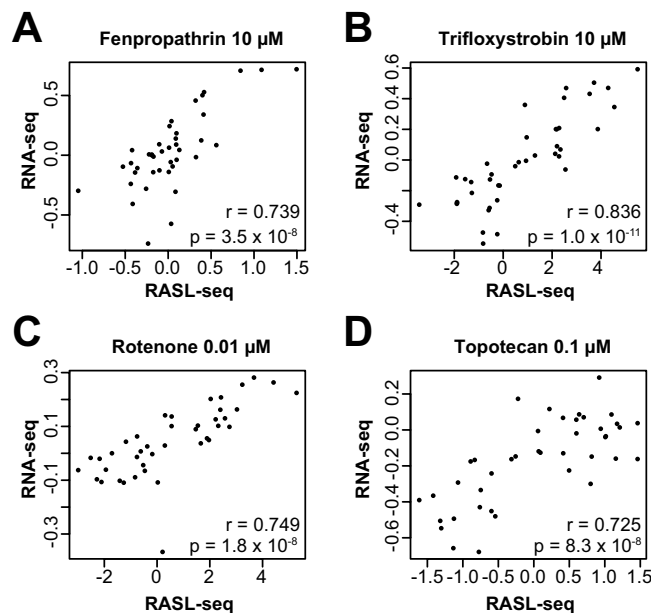 A
Fenpropathrin 10 µM
RNA-seq
0.5
0.0
-0.5
r = 0.739
p = 3.5 x 10-8
-1.0 -0.5 0.0 0.5 1.0 1.5
RASL-seq
B
Trifloxystrobin 10 µM
RNA-seq
0.6
0.4
0.2
0.0
-0.4
r = 0.836
p = 1.0 x 10-11
-2 0 2 4
RASL-seq
C
Rotenone 0.01 µM
RNA-seq
0.3
0.1
-0.1
-0.3
r = 0.749
p = 1.8 x 10-8
-2 0 2 4
RASL-seq
D
Topotecan 0.1 µM
RNA-seq
0.2
0.0
-0.2
-0.4
-0.6
r = 0.725
p = 8.3 x 10-8
-1.5 -1.0 -0.5 0.0 0.5 1.0 1.5
RASL-seq